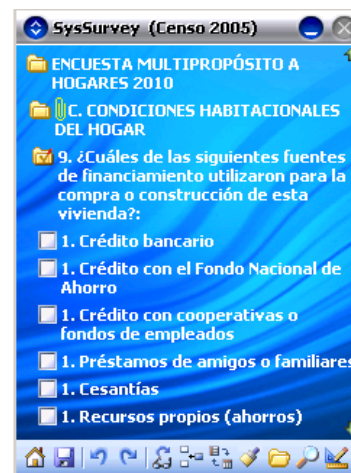 SysSurvey (Censo 2005)
ENCUESTA MULTIPROPÓSITO A
HOGARES 2010
C. CONDICIONES HABITACIONALES
DEL HOGAR
9. ¿Cuáles de las siguientes fuentes
de financiamiento utilizaron para la
compra o construcción de esta
vivienda?:
1. Crédito bancario
1. Crédito con el Fondo Nacional de
Ahorro
1. Crédito con cooperativas o
fondos de empleados
1. Préstamos de amigos o familiares
1. Cesantías
1. Recursos propios (ahorros)